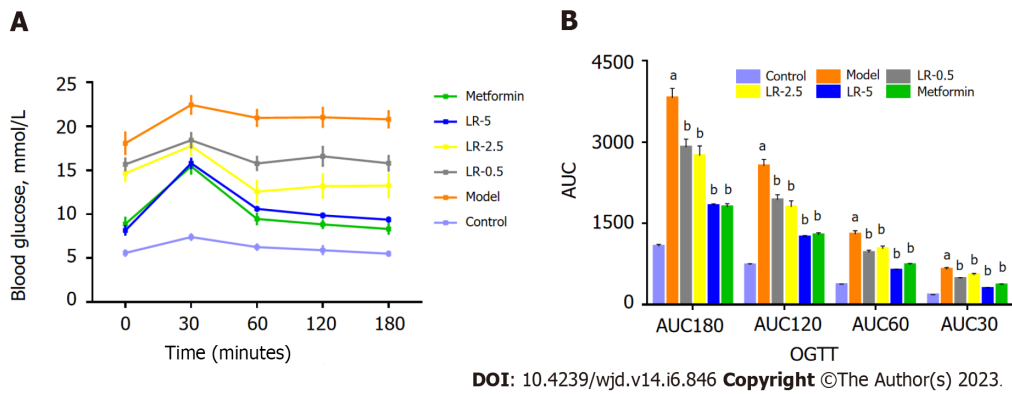 A
Blood glucose, mmol/L
25
20
15
10
5
0
0 30 60 120 180
Time (minutes)
Metformin
LR-5
LR-2.5
LR-0.5
Model
Control
B
AUC
4500
3000
1500
0
Control Model LR-0.5
LR-2.5 LR-5 Metformin
a
b b
b b
a
b b
b b
a
b b
b b
a
b b
b b
AUC180 AUC120 AUC60 AUC30
OGTT
DOI: 10.4239/wjd.v14.i6.846 Copyright ©The Author(s) 2023.